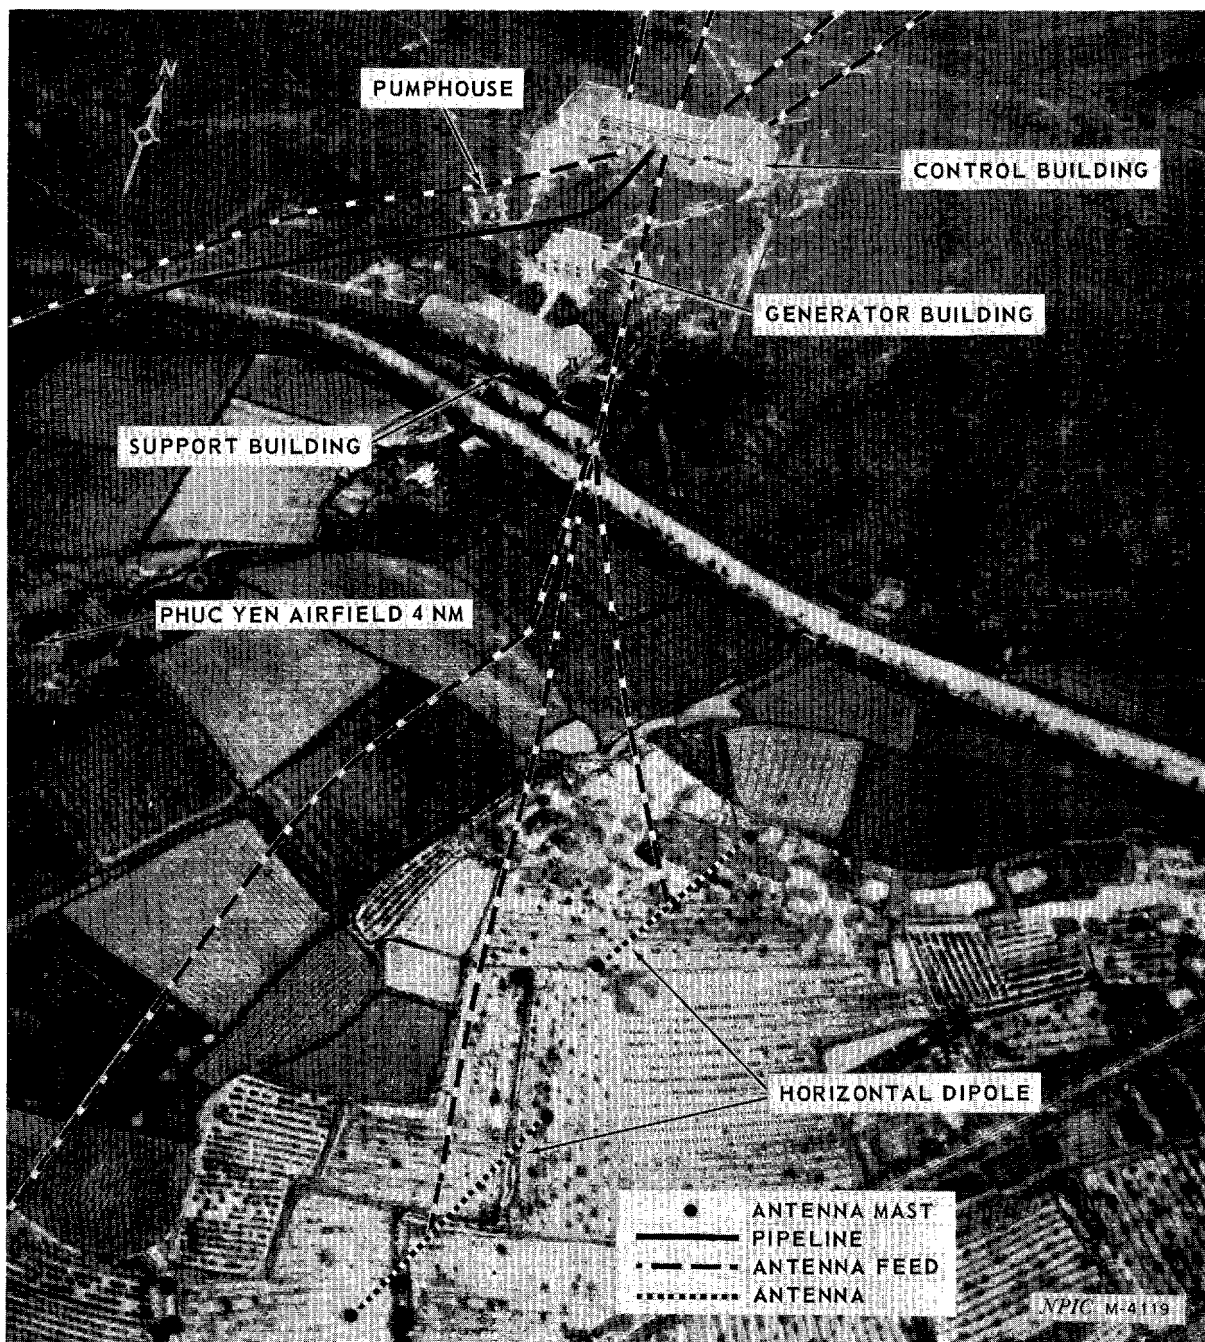 N
PUMPHOUSE
CONTROL BUILDING
GENERATOR BUILDING
SUPPORT BUILDING
PHUC YEN AIRFIELD 4 NM
HORIZONTAL DIPOLE
ANTENNA MAST
PIPELINE
ANTENNA FEED
ANTENNA
NPIC M-4119